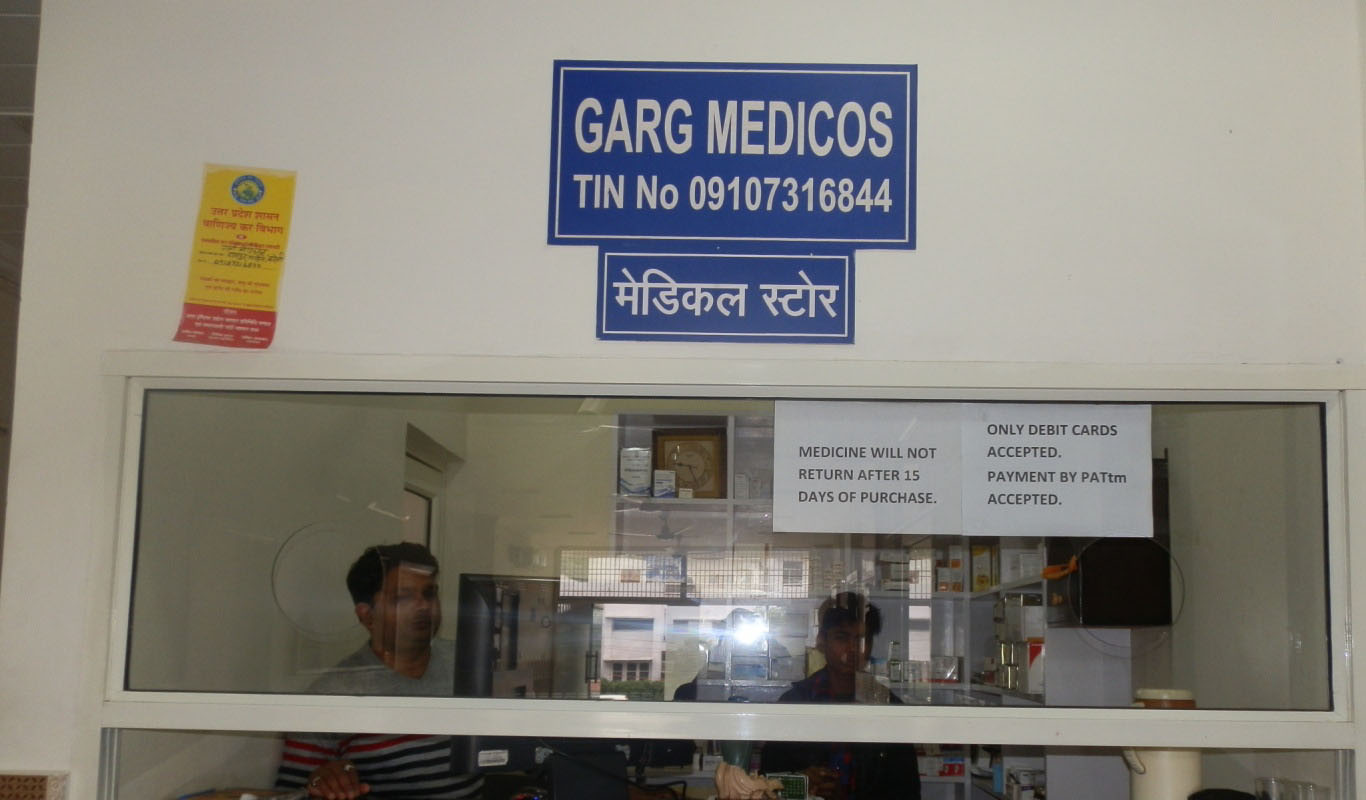 GARG MEDICOS
TIN No 09107316844
मेडिकल स्टोर
उत्तर प्रदेश शासन
वाणिज्य कर विभाग
MEDICINE WILL NOT
RETURN AFTER 15
DAYS OF PURCHASE.
ONLY DEBIT CARDS
ACCEPTED.
PAYMENT BY PATtm
ACCEPTED.